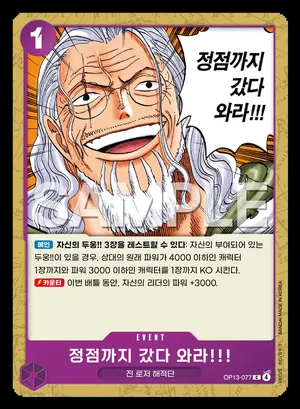 1
정점까지
갔다
와라!!!
SAMPLE
메인 자신의 두웅!! 3장을 레스트할 수 있다: 자신의 부여되어 있는
두웅!!이 있을 경우, 상대의 원래 파워가 4000 이하인 캐릭터
1장까지와 파워 3000 이하인 캐릭터를 1장까지 KO 시킨다.
카운터 이번 배틀 동안, 자신의 리더의 파워 +3000.
EVENT
정점까지 갔다 와라!!!
전 로저 해적단
OP13-077